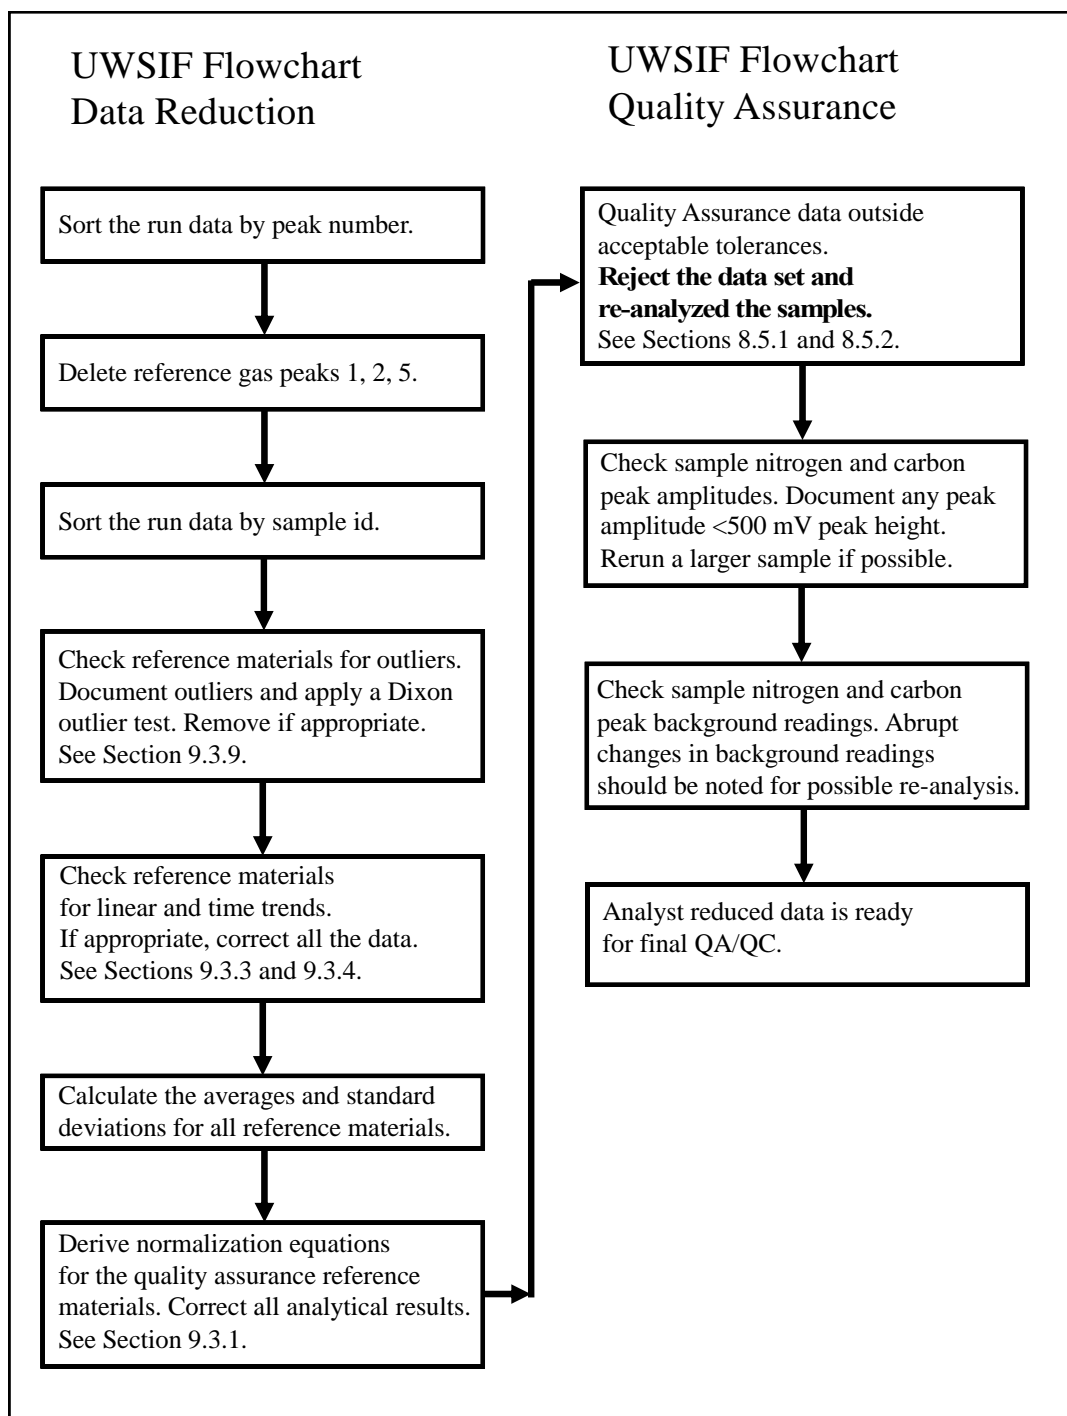 UWSIF Flowchart
Data Reduction
Sort the run data by peak number.
Delete reference gas peaks 1, 2, 5.
Sort the run data by sample id.
Check reference materials for outliers.
Document outliers and apply a Dixon
outlier test. Remove if appropriate.
See Section 9.3.9.
Check reference materials
for linear and time trends.
If appropriate, correct all the data.
See Sections 9.3.3 and 9.3.4.
Calculate the averages and standard
deviations for all reference materials.
Derive normalization equations
for the quality assurance reference
materials. Correct all analytical results.
See Section 9.3.1.
UWSIF Flowchart
Quality Assurance
Quality Assurance data outside
acceptable tolerances.
Reject the data set and
re-analyzed the samples.
See Sections 8.5.1 and 8.5.2.
Check sample nitrogen and carbon
peak amplitudes. Document any peak
amplitude <500 mV peak height.
Rerun a larger sample if possible.
Check sample nitrogen and carbon
peak background readings. Abrupt
changes in background readings
should be noted for possible re-analysis.
Analyst reduced data is ready
for final QA/QC.